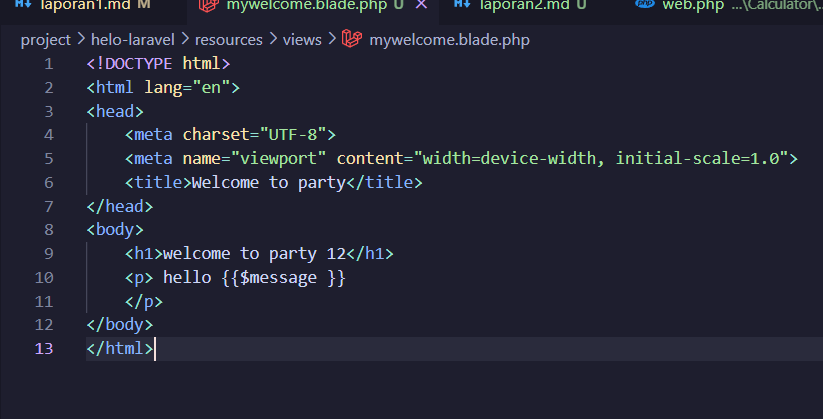 laporan1.md M mywelcome.blade.php U laporan2.md U php web.php ...\Calculator\...
project > helo-laravel > resources > views > mywelcome.blade.php
1 <!DOCTYPE html>
2 <html lang="en">
3 <head>
4     <meta charset="UTF-8">
5     <meta name="viewport" content="width=device-width, initial-scale=1.0">
6     <title>Welcome to party</title>
7 </head>
8 <body>
9     <h1>welcome to party 12</h1>
10     <p> hello {{$message }}
11     </p>
12 </body>
13 </html>